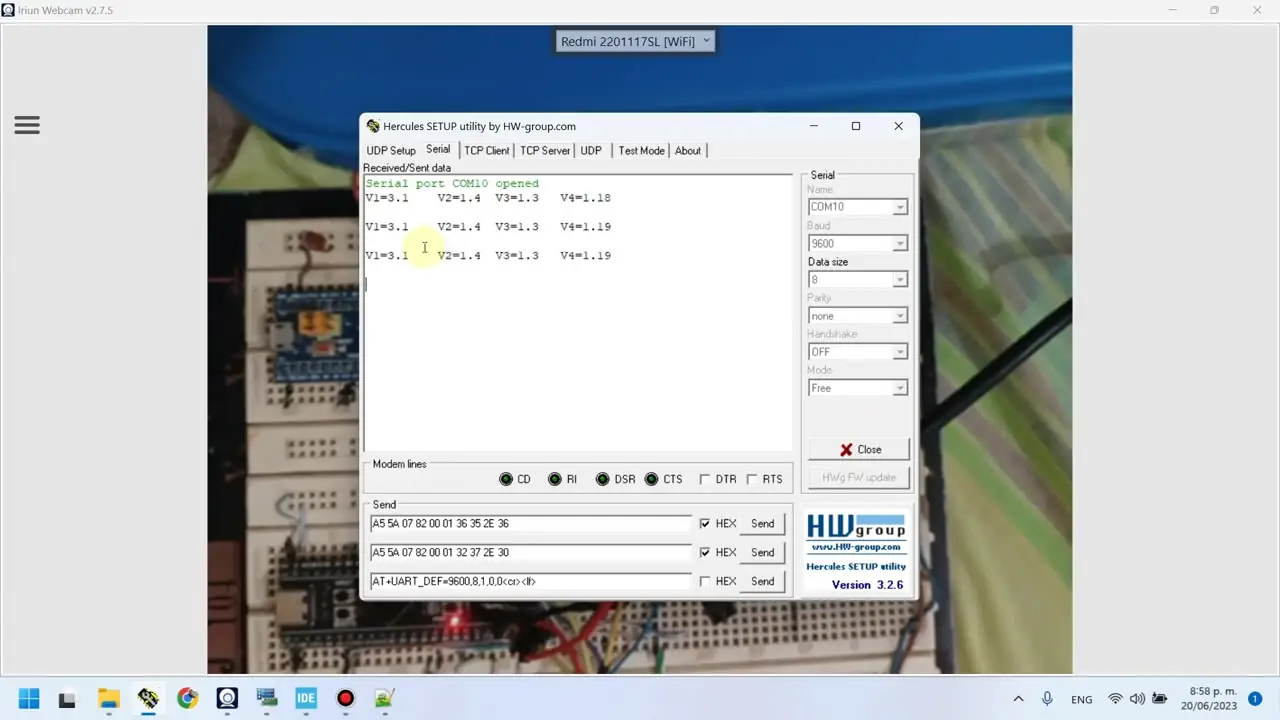 Iriun Webcam v2.7.5
Redmi 2201117SL [WiFi]
Hercules SETUP utility by HW-group.com
UDP Setup Serial TCP Client TCP Server UDP Test Mode About
Received/Sent data
Serial port COM10 opened
V1=3.1 V2=1.4 V3=1.3 V4=1.18
V1=3.1 V2=1.4 V3=1.3 V4=1.19
V1=3.1 V2=1.4 V3=1.3 V4=1.19
Serial
Name
COM10
Baud
9600
Data size
8
Parity
none
Handshake
OFF
Mode
Free
Close
HWg FW update
Modem lines
CD RI DSR CTS DTR RTS
Send
A5 5A 07 82 00 01 36 35 2E 36 HEX Send
A5 5A 07 82 00 01 32 37 2E 30 HEX Send
AT+UART_DEF=9600,8,1,0,0<cr><lf> HEX Send
HWgroup
www.HW-group.com
Hercules SETUP utility
Version 3.2.6
IDE
ENG
8:58 p. m.
20/06/2023
1